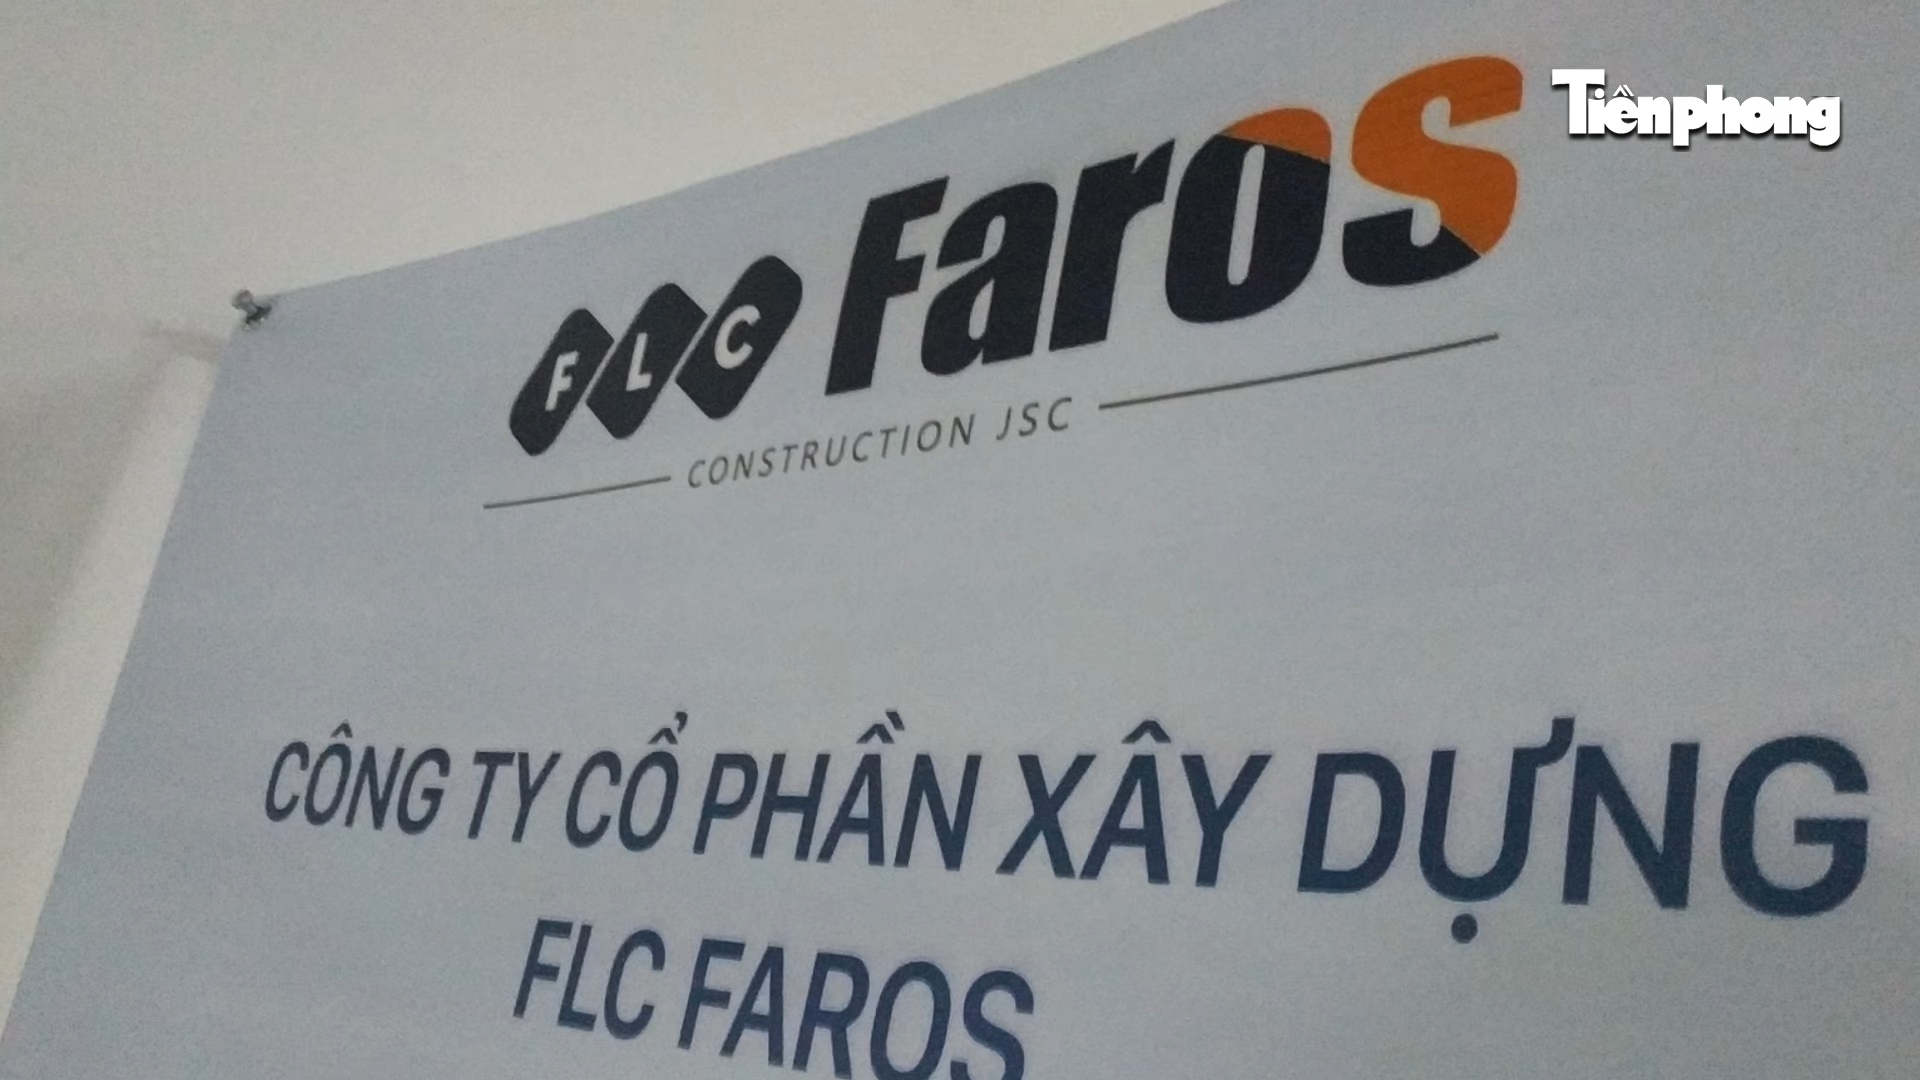 Tiềnphong
FLC Faros
CONSTRUCTION JSC
CÔNG TY CỔ PHẦN XÂY DỰNG
FLC FAROS